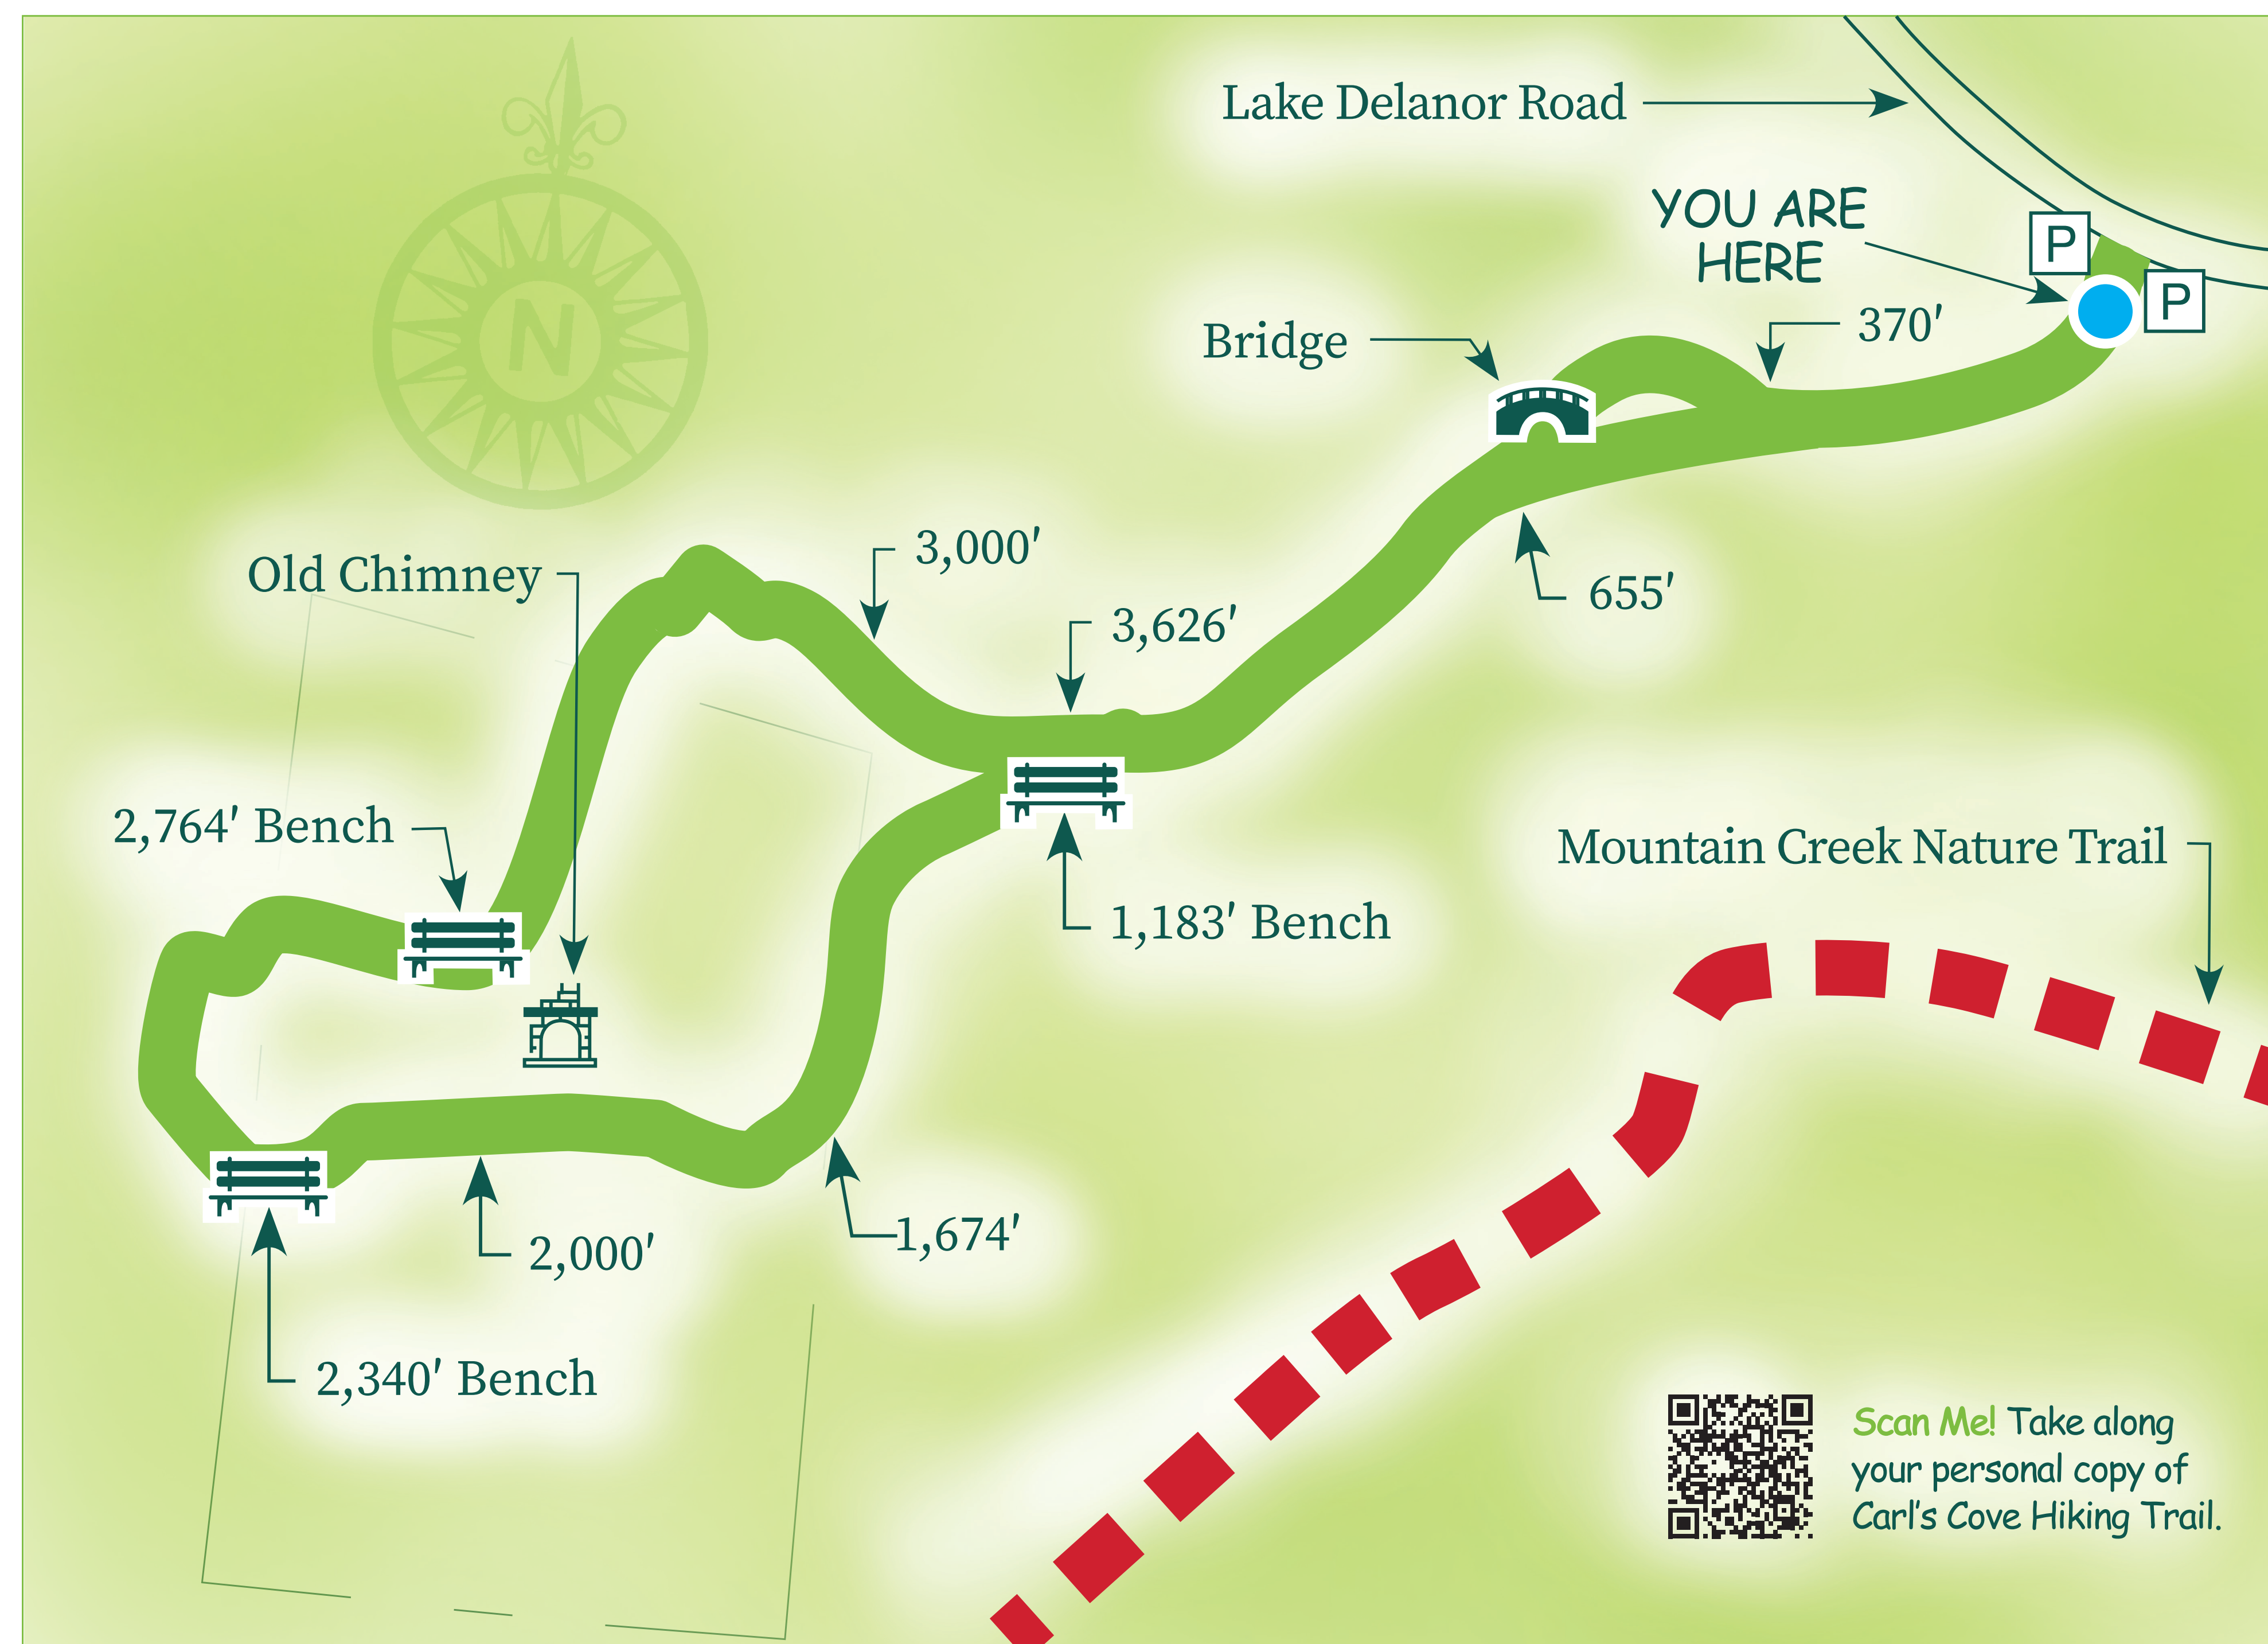 Lake Delanor Road
YOU ARE
HERE
P
P
370′
Bridge
N
3,000′
Old Chimney
3,626′
655′
2,764′ Bench
Mountain Creek Nature Trail
1,183′ Bench
1,674′
2,000′
2,340′ Bench
Scan Me! Take along
your personal copy of
Carl's Cove Hiking Trail.